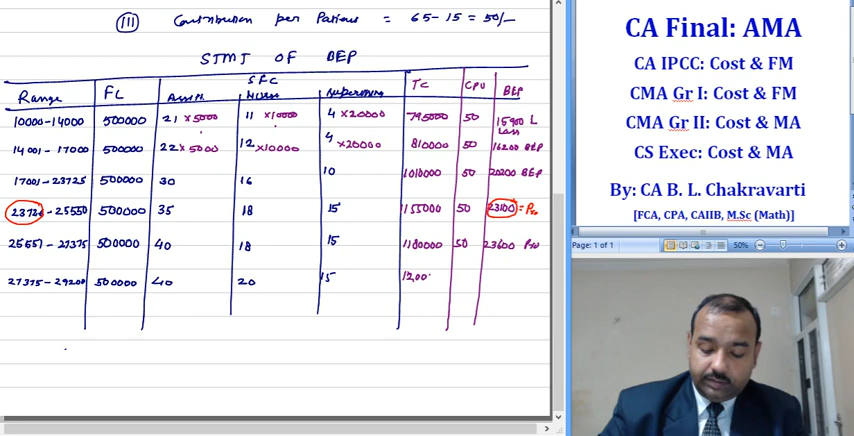 (III) Contribution per Patient = 65-15 = 50/-
STMT OF BEP
SFC
Range FC Assist Nurse Supervising TC CPU BEP
10000-14000 500000 21 ×5000 11 ×10000 4 ×20000 795000 50 15900 L
Loss
14001-17000 500000 22 ×5000 12 ×10000 4 ×20000 810000 50 16200 BEP
17001-23725 500000 30 16 10 1010000 50 20200 BEP
23726-25550 500000 35 18 15 1155000 50 23100 =
25551-27375 500000 40 18 15 1180000 50 23600
27375-29200 500000 40 20 15 1200
CA Final: AMA
CA IPCC: Cost & FM
CMA Gr I: Cost & FM
CMA Gr II: Cost & MA
CS Exec: Cost & MA
By: CA B. L. Chakravarti
[FCA, CPA, CAIIB, M.Sc (Math)]
Page: 1 of 1 50%